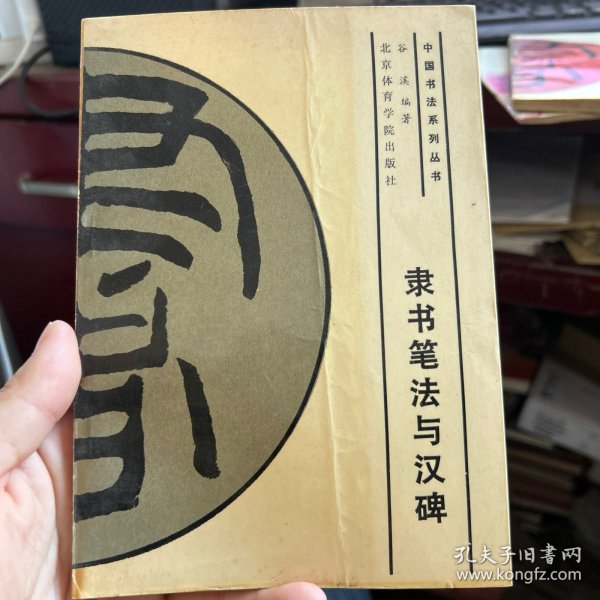 中国书法系列丛书
谷溪编著
北京体育学院出版社
隶书笔法与汉碑
孔夫子旧书网
www.kongfz.com